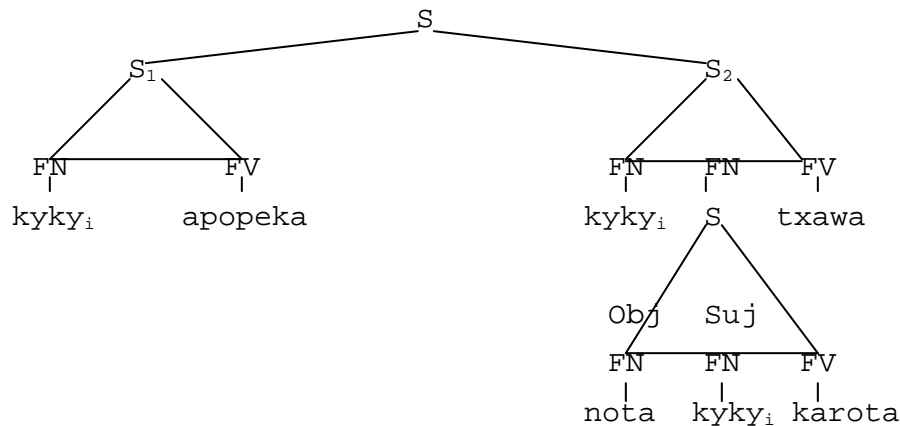 S
S₁ S₂
FN FV FN FN FV
kykyᵢ apopeka kykyᵢ txawa
S
Obj Suj
FN FN FV
nota kykyᵢ karota